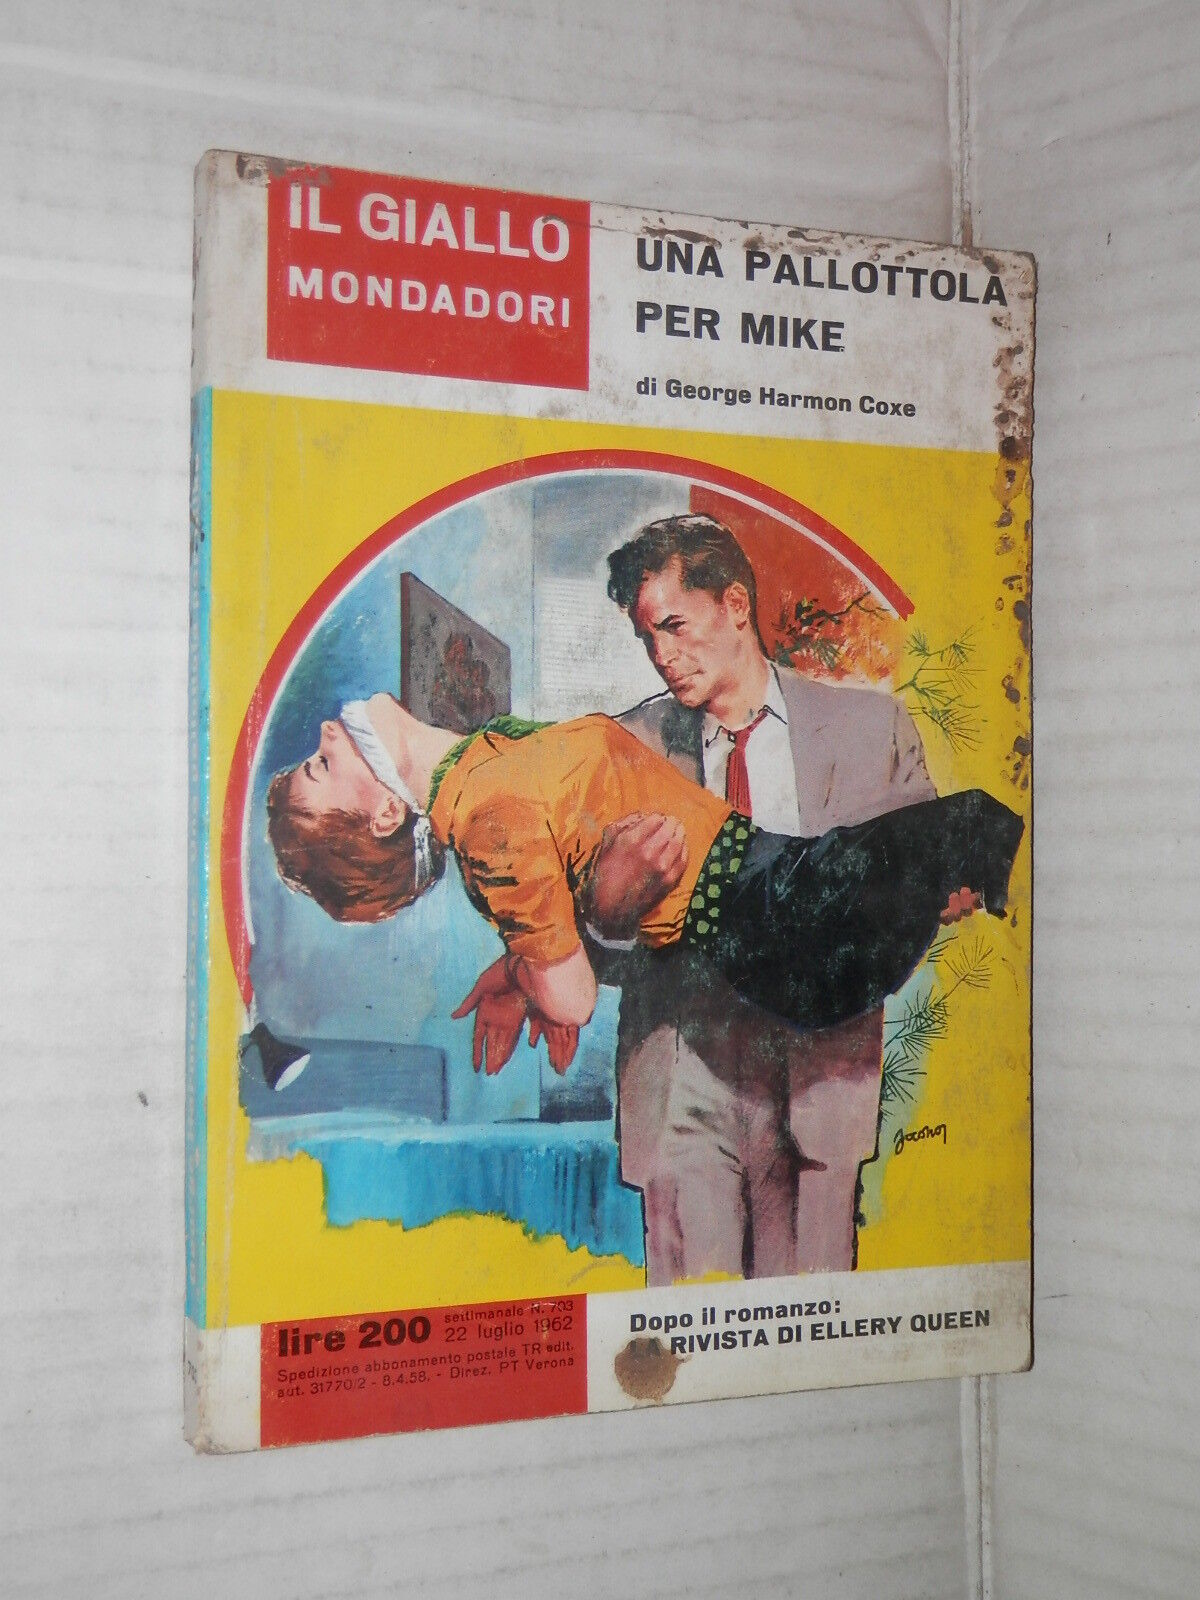 IL GIALLO
MONDADORI
UNA PALLOTTOLA
PER MIKE
di George Harmon Coxe
Jacono
lire 200
settimanale N. 703
22 luglio 1962
Spedizione abbonamento postale TR edit.
aut. 31770/2 - 8.4.58. - Direz. PT Verona
Dopo il romanzo:
LA RIVISTA DI ELLERY QUEEN